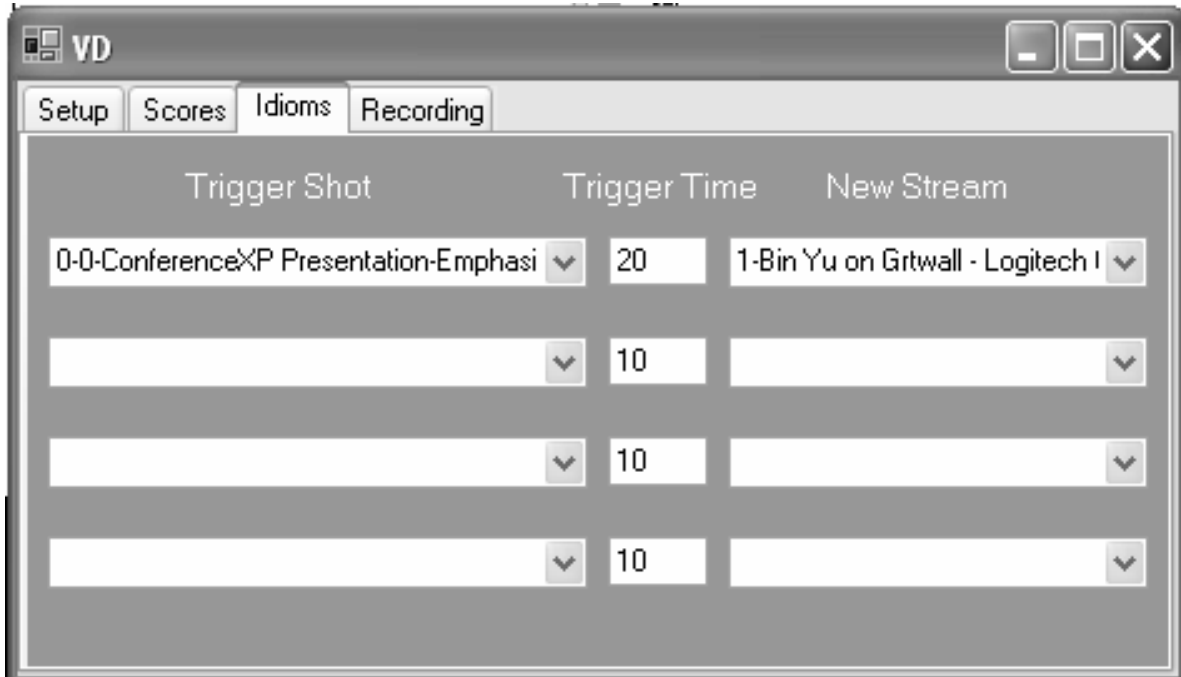 VD
Setup Scores Idioms Recording
Trigger Shot Trigger Time New Stream
0-0-ConferenceXP Presentation-Emphasi 20 1-Bin Yu on Grtwall - Logitech
10
10
10